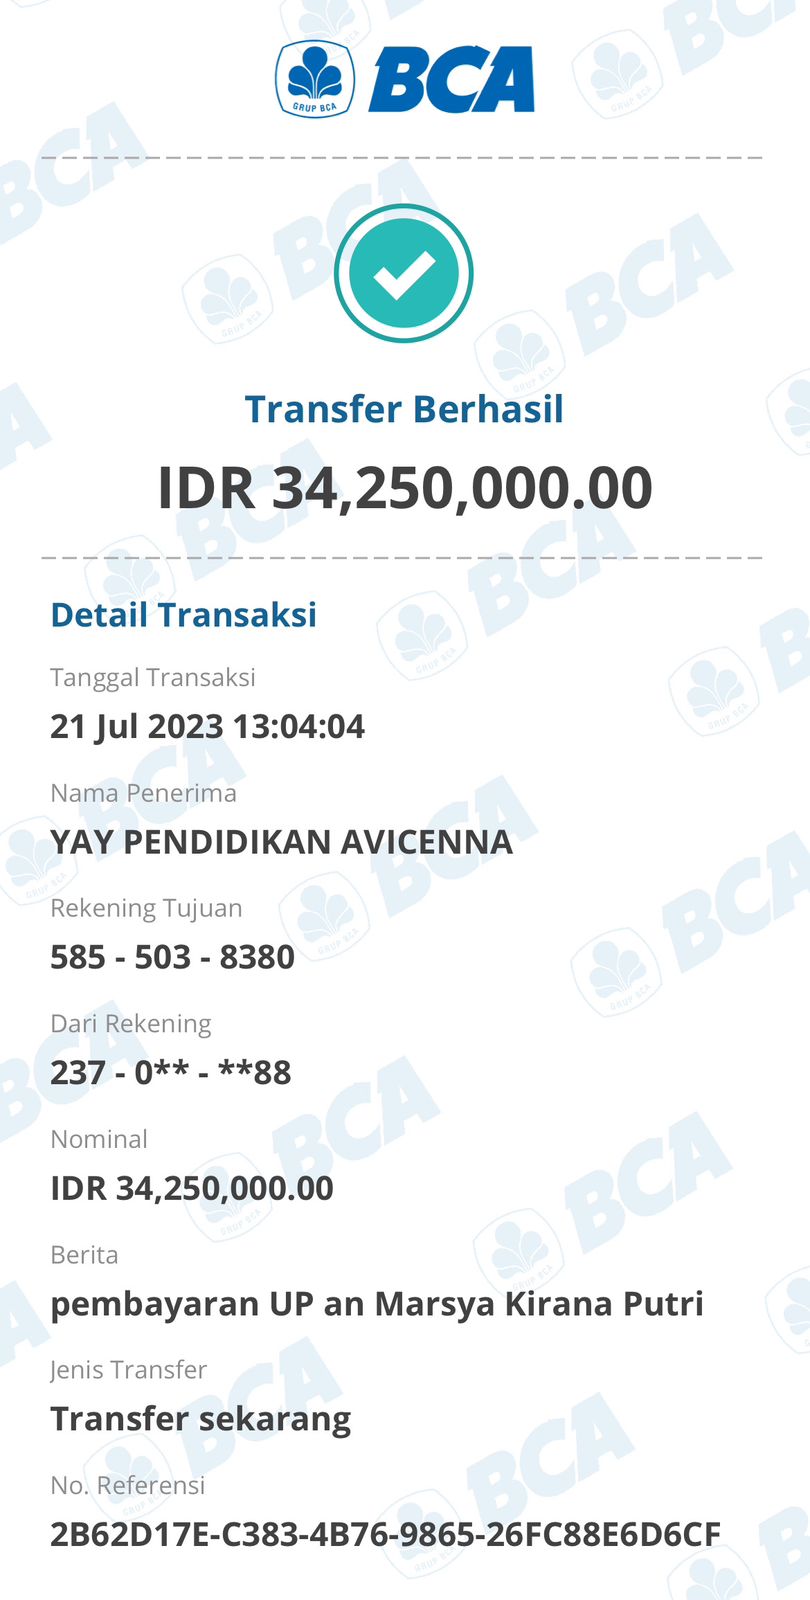 GRUP BCA BCA
Transfer Berhasil
IDR 34,250,000.00
Detail Transaksi
Tanggal Transaksi
21 Jul 2023 13:04:04
Nama Penerima
YAY PENDIDIKAN AVICENNA
Rekening Tujuan
585 - 503 - 8380
Dari Rekening
237 - 0** - **88
Nominal
IDR 34,250,000.00
Berita
pembayaran UP an Marsya Kirana Putri
Jenis Transfer
Transfer sekarang
No. Referensi
2B62D17E-C383-4B76-9865-26FC88E6D6CF